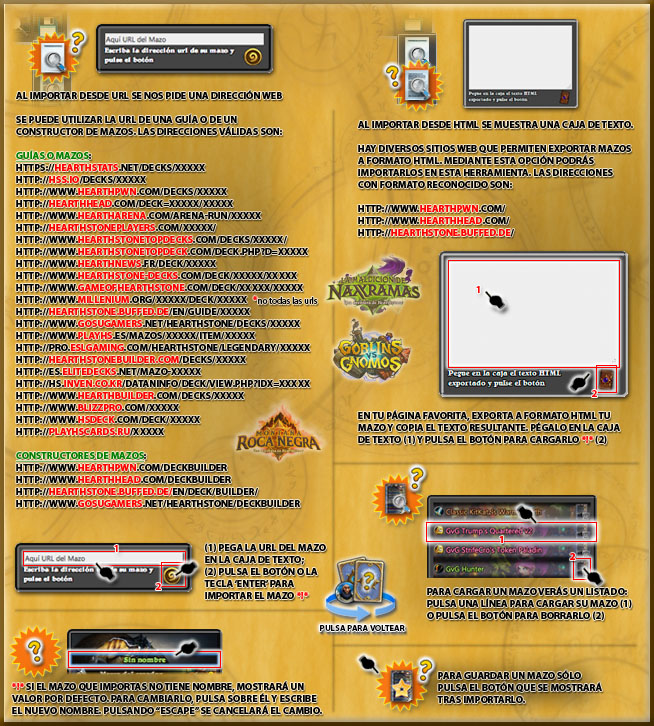 Aquí URL del Mazo
Escriba la dirección url de su mazo y
pulse el botón
AL IMPORTAR DESDE URL SE NOS PIDE UNA DIRECCIÓN WEB
SE PUEDE UTILIZAR LA URL DE UNA GUÍA O DE UN
CONSTRUCTOR DE MAZOS. LAS DIRECCIONES VÁLIDAS SON:
GUÍAS O MAZOS:
HTTPS://HEARTHSTATS.NET/DECKS/XXXXX
HTTP://HSS.IO/DECKS/XXXXX
HTTP://WWW.HEARTHPWN.COM/DECKS/XXXXX
HTTP://HEARTHHEAD.COM/DECK=XXXXX/XXXXX
HTTP://WWW.HEARTHARENA.COM/ARENA-RUN/XXXXX
HTTP://HEARTHSTONEPLAYERS.COM/XXXXX/
HTTP://WWW.HEARTHSTONETOPDECKS.COM/DECKS/XXXXX/
HTTP://WWW.HEARTHSTONETOPDECK.COM/DECK.PHP?D=XXXXX
HTTP://WWW.HEARTHNEWS.FR/DECK/XXXXX
HTTP://WWW.HEARTHSTONE-DECKS.COM/DECK/XXXXX/XXXXX
HTTP://WWW.GAMEOFHEARTHSTONE.COM/XXXXX/XXXXX/XXXXX
HTTP://WWW.MILLENIUM.ORG/XXXXX/DECK/XXXXX *no todas las urls
HTTP://HEARTHSTONE.BUFFED.DE/EN/GUIDE/XXXXX
HTTP://WWW.GOSUGAMERS.NET/HEARTHSTONE/DECKS/XXXXX
HTTP://WWW.PLAYHS.ES/MAZOS/XXXXX/ITEM/XXXXX
HTTP://PRO.ESLGAMING.COM/HEARTHSTONE/LEGENDARY/XXXXX
HTTP://HEARTHSTONEBUILDER.COM/DECKS/XXXXX
HTTP://ES.ELITEDECKS.NET/MAZO-XXXXX
HTTP://HS.INVEN.CO.KR/DATAINFO/DECK/VIEW.PHP?IDX=XXXXX
HTTP://WWW.HEARTHBUILDER.COM/DECKS/XXXXX
HTTP://WWW.BLIZZPRO.COM/XXXXX
HTTP://WWW.HSDECK.COM/DECK/XXXXX
HTTP://PLAYHSCARDS.RU/XXXXX
CONSTRUCTORES DE MAZOS:
HTTP://WWW.HEARTHPWN.COM/DECKBUILDER
HTTP://WWW.HEARTHHEAD.COM/DECKBUILDER
HTTP://HEARTHSTONE.BUFFED.DE/EN/DECK/BUILDER/
HTTP://WWW.GOSUGAMERS.NET/HEARTHSTONE/DECKBUILDER
Aquí URL del Mazo
Escriba la dirección url de su mazo y
pulse el botón
1
2
(1) PEGA LA URL DEL MAZO
EN LA CAJA DE TEXTO;
(2) PULSA EL BOTÓN O LA
TECLA 'ENTER' PARA
IMPORTAR EL MAZO *!*
Sin nombre
*!* SI EL MAZO QUE IMPORTAS NO TIENE NOMBRE, MOSTRARÁ UN
VALOR POR DEFECTO. PARA CAMBIARLO, PULSA SOBRE ÉL Y ESCRIBE
EL NUEVO NOMBRE. PULSANDO "ESCAPE" SE CANCELARÁ EL CAMBIO.
LA MALDICIÓN DE
NAXXRAMAS
GOBLINS
VS
GNOMOS
MONTAÑA
ROCA NEGRA
PULSA PARA VOLTEAR
Pegue en la caja el texto HTML
exportado y pulse el botón
AL IMPORTAR DESDE HTML SE MUESTRA UNA CAJA DE TEXTO.
HAY DIVERSOS SITIOS WEB QUE PERMITEN EXPORTAR MAZOS
A FORMATO HTML. MEDIANTE ESTA OPCIÓN PODRÁS
IMPORTARLOS EN ESTA HERRAMIENTA. LAS DIRECCIONES
CON FORMATO RECONOCIDO SON:
HTTP://WWW.HEARTHPWN.COM/
HTTP://WWW.HEARTHHEAD.COM/
HTTP://HEARTHSTONE.BUFFED.DE/
1
Pegue en la caja el texto HTML
exportado y pulse el botón
2
EN TU PÁGINA FAVORITA, EXPORTA A FORMATO HTML TU
MAZO Y COPIA EL TEXTO RESULTANTE. PÉGALO EN LA CAJA
DE TEXTO (1) Y PULSA EL BOTÓN PARA CARGARLO *!* (2)
Classic
GvG Trump's
1
GvG StrifeCro's Token Paladin
GvG Hunter
2
PARA CARGAR UN MAZO VERÁS UN LISTADO:
PULSA UNA LÍNEA PARA CARGAR SU MAZO (1)
O PULSA EL BOTÓN PARA BORRARLO (2)
PARA GUARDAR UN MAZO SÓLO
PULSA EL BOTÓN QUE SE MOSTRARÁ
TRAS IMPORTARLO.